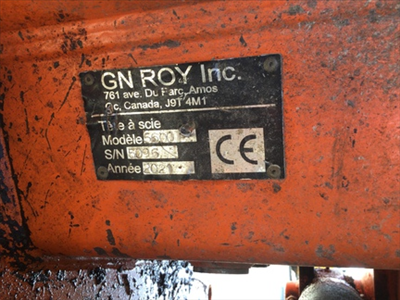 GN ROY Inc.
761 ave. Du Parc, Amos
Qc, Canada, J9T 4M1
Tête à scie
Modèle
S/N
Année
CE